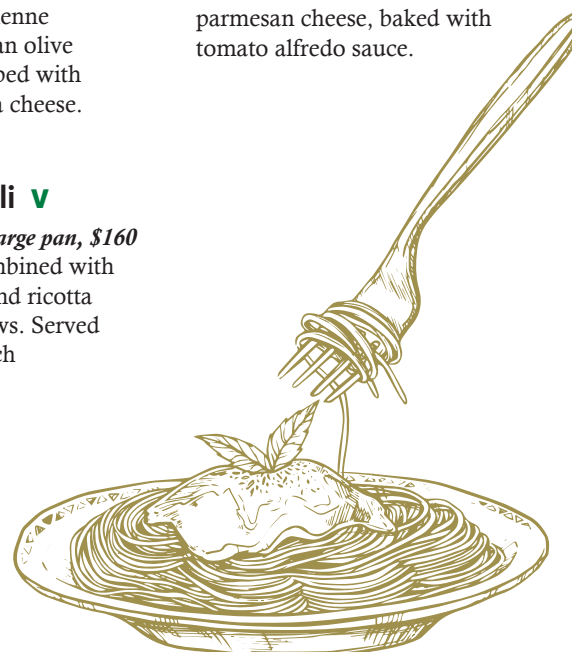 enne
an olive
ped with
a cheese.
li v
arge pan, $160
nbined with
nd ricotta
ws. Served
ch
parmesan cheese, baked with
tomato alfredo sauce.